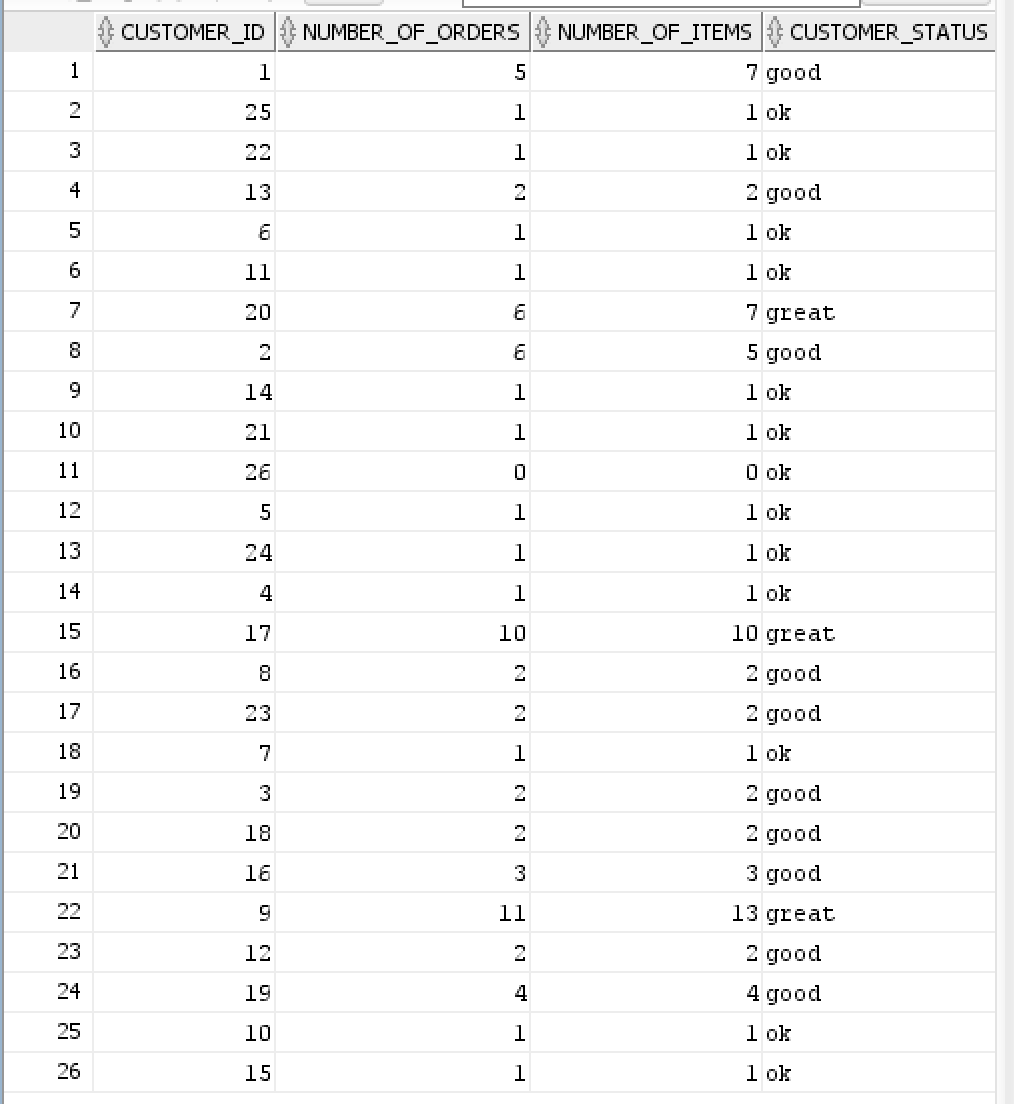 CUSTOMER_ID NUMBER_OF_ORDERS NUMBER_OF_ITEMS CUSTOMER_STATUS
1 1 5 7 good
2 25 1 1 ok
3 22 1 1 ok
4 13 2 2 good
5 6 1 1 ok
6 11 1 1 ok
7 20 6 7 great
8 2 6 5 good
9 14 1 1 ok
10 21 1 1 ok
11 26 0 0 ok
12 5 1 1 ok
13 24 1 1 ok
14 4 1 1 ok
15 17 10 10 great
16 8 2 2 good
17 23 2 2 good
18 7 1 1 ok
19 3 2 2 good
20 18 2 2 good
21 16 3 3 good
22 9 11 13 great
23 12 2 2 good
24 19 4 4 good
25 10 1 1 ok
26 15 1 1 ok